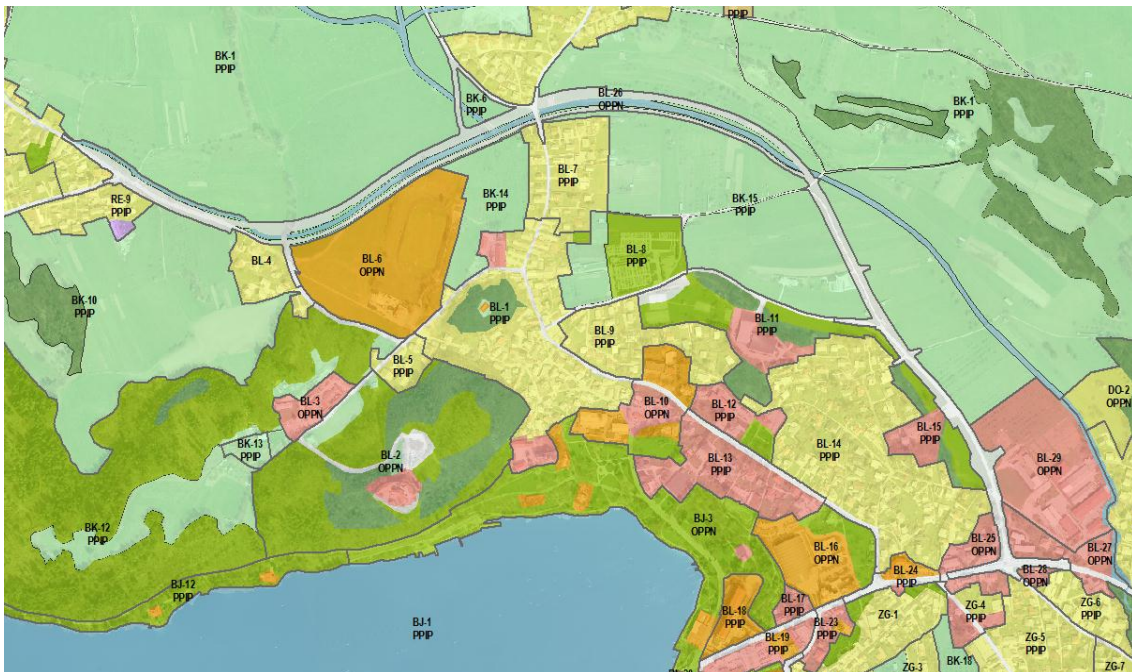 PPIP
BK-1
PPIP
BK-6
PPIP
BL-26
OPPN
BK-1
PPIP
BL-7
PPIP
BK-14
PPIP
BK-15
PPIP
RE-9
PPIP
BL-4
BL-6
OPPN
BL-8
PPIP
BK-10
PPIP
BL-1
PPIP
BL-11
PPIP
BL-9
PPIP
BL-5
PPIP
DO-2
OPPN
BL-3
OPPN
BL-10
OPPN
BL-12
PPIP
BL-15
PPIP
BK-13
PPIP
BL-2
OPPN
BL-13
PPIP
BL-14
PPIP
BL-29
OPPN
BK-12
PPIP
BJ-3
OPPN
BL-16
OPPN
BL-25
OPPN
BL-27
OPPN
BL-24
PPIP
BL-28
OPPN
BJ-12
PPIP
BL-17
PPIP
BL-18
PPIP
ZG-4
PPIP
ZG-6
PPIP
ZG-1
BJ-1
PPIP
BL-23
PPIP
BL-19
PPIP
ZG-5
PPIP
BK-18
ZG-3
ZG-7